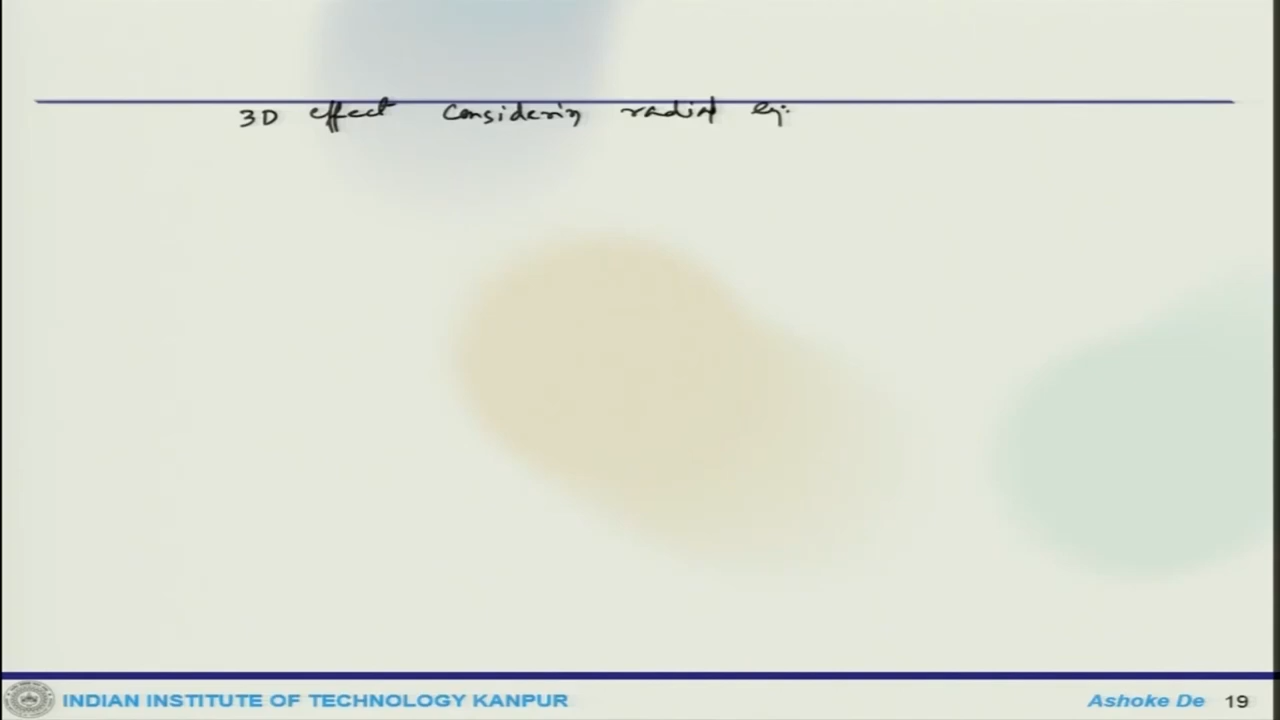 3D effect considering radial eq:
INDIAN INSTITUTE OF TECHNOLOGY KANPUR
Ashoke De 19